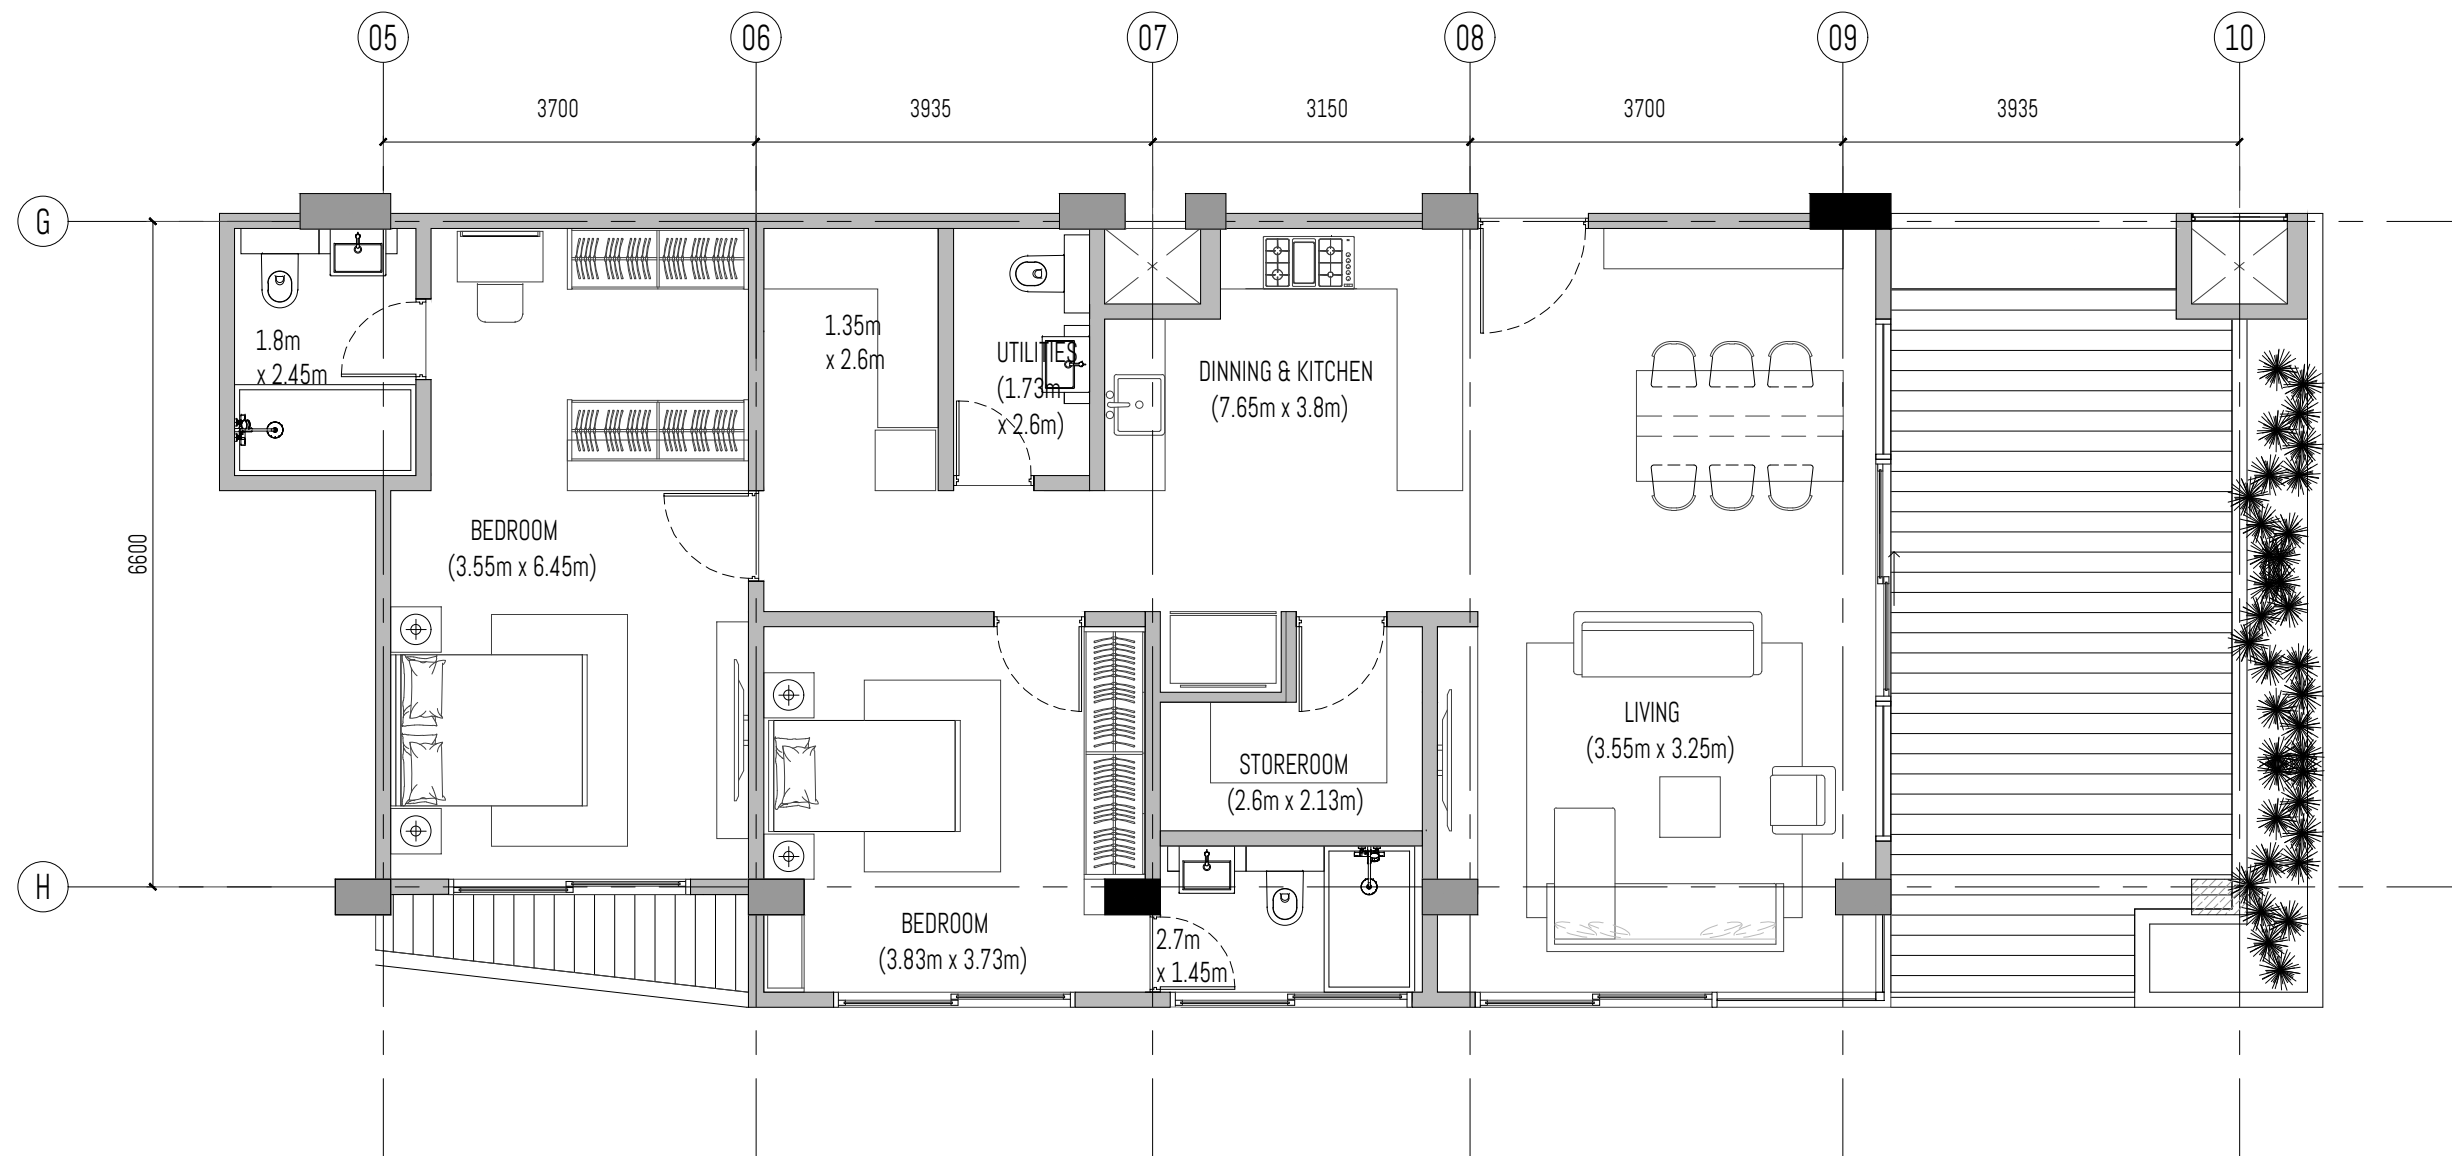 05
06
07
08
09
10
3700
3935
3150
3700
3935
G
1.8m
x 2.45m
1.35m
x 2.6m
UTILITIES
(1.73m
x 2.6m)
DINNING & KITCHEN
(7.65m x 3.8m)
BEDROOM
(3.55m x 6.45m)
6600
LIVING
(3.55m x 3.25m)
STOREROOM
(2.6m x 2.13m)
H
BEDROOM
(3.83m x 3.73m)
2.7m
x 1.45m